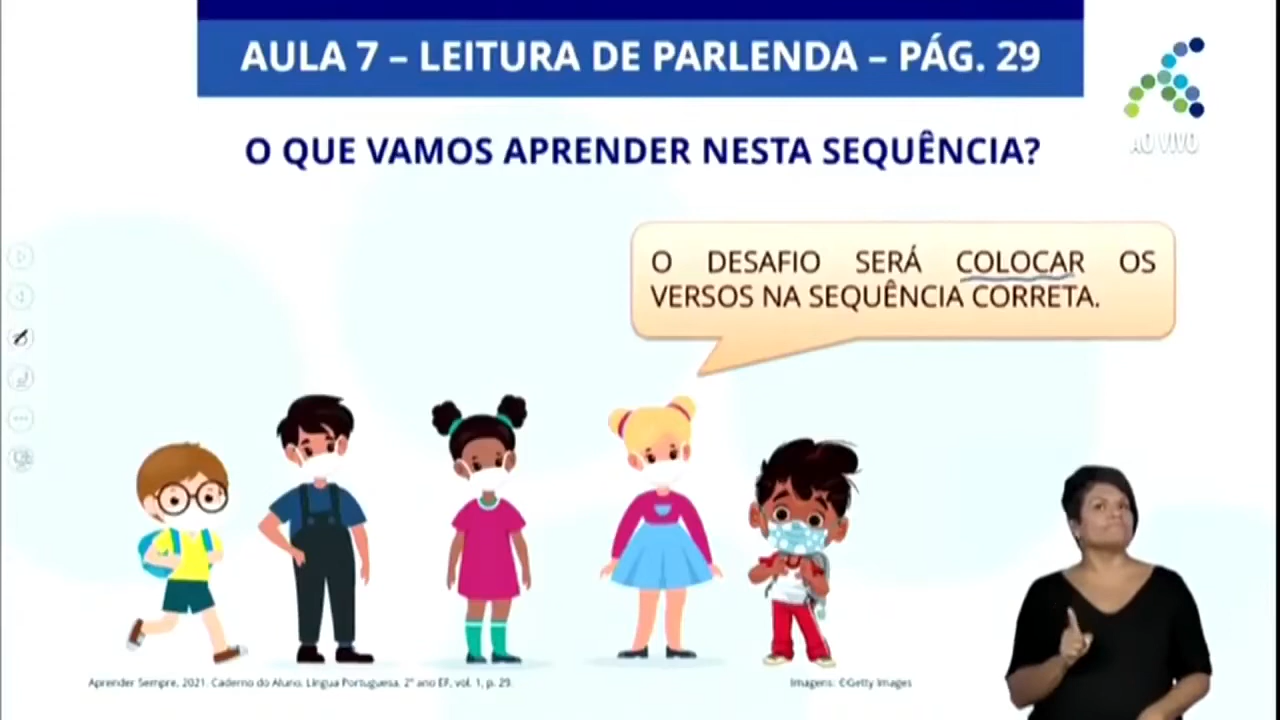 AULA 7 – LEITURA DE PARLENDA – PÁG. 29
AO VIVO
O QUE VAMOS APRENDER NESTA SEQUÊNCIA?
O DESAFIO SERÁ COLOCAR OS
VERSOS NA SEQUÊNCIA CORRETA.
Aprender Sempre, 2021. Caderno do Aluno. Língua Portuguesa. 2º ano EF, vol. 1, p. 29.
Imagens: ©Getty Images